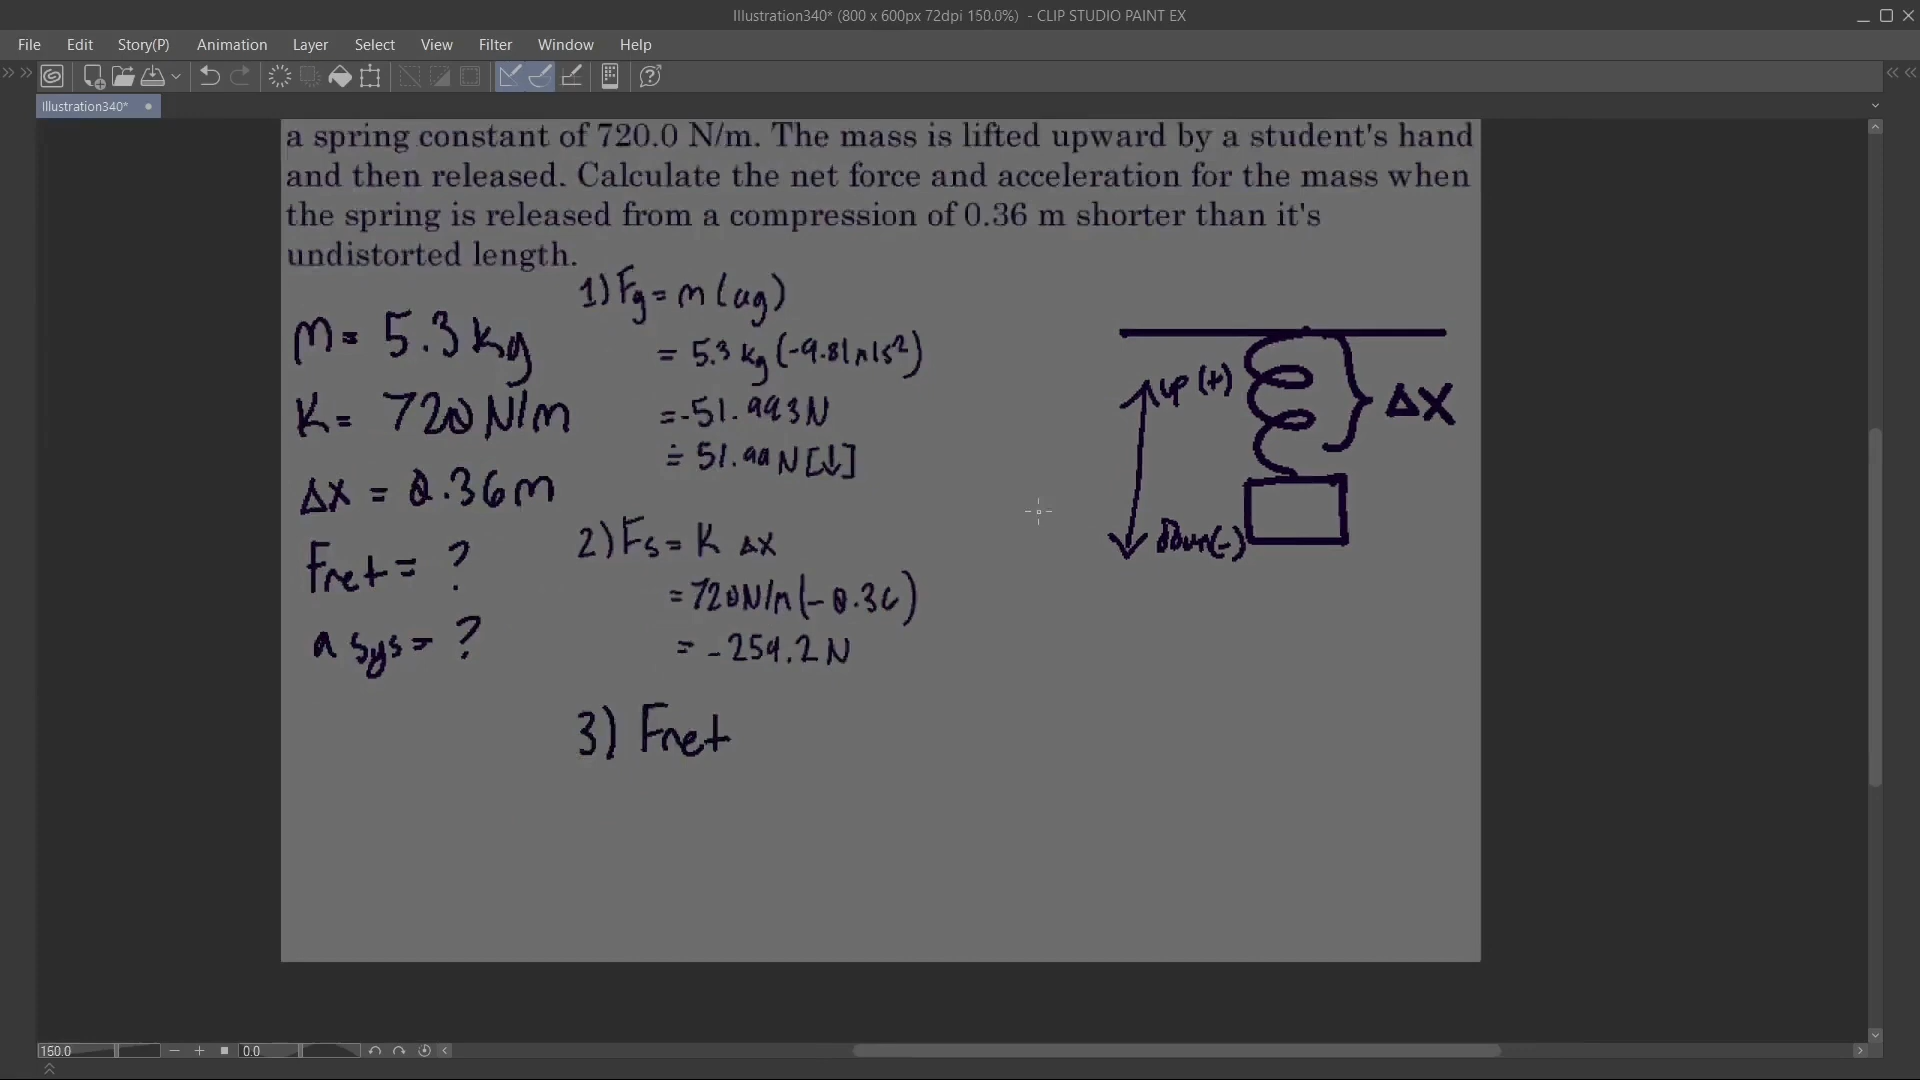 Illustration340* (800 x 600px 72dpi 150.0%) - CLIP STUDIO PAINT EX
File Edit Story(P) Animation Layer Select View Filter Window Help
Illustration340*
a spring constant of 720.0 N/m. The mass is lifted upward by a student's hand
and then released. Calculate the net force and acceleration for the mass when
the spring is released from a compression of 0.36 m shorter than it's
undistorted length.
m = 5.3 kg
K = 720 N/m
Δx = 0.36 m
Fnet = ?
a sys = ?
1) Fg = m (ag)
= 5.3 kg (-9.81 m/s²)
= -51.993 N
≐ 51.99 N [↓]
2) Fs = K Δx
= 720 N/m (-0.36)
= -259.2 N
3) Fnet
up (+)
Δx
Down (-)
150.0
0.0